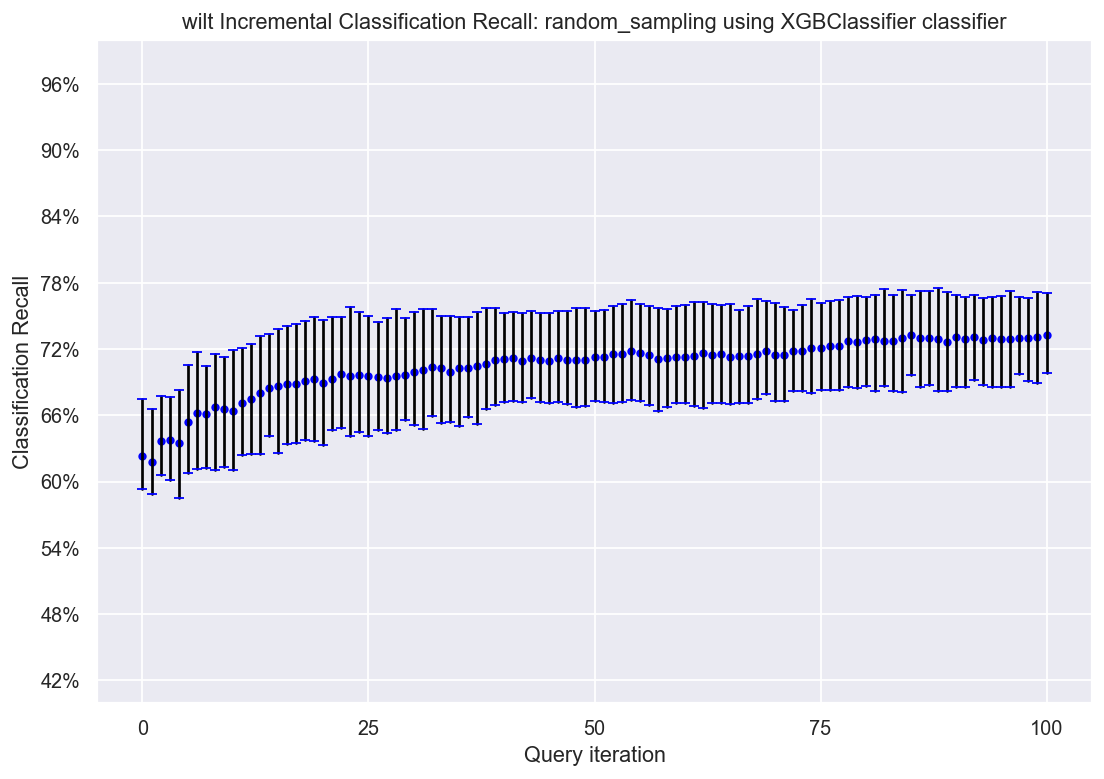 wilt Incremental Classification Recall: random_sampling using XGBClassifier classifier
Classification Recall
96%
90%
84%
78%
72%
66%
60%
54%
48%
42%
0 25 50 75 100
Query iteration